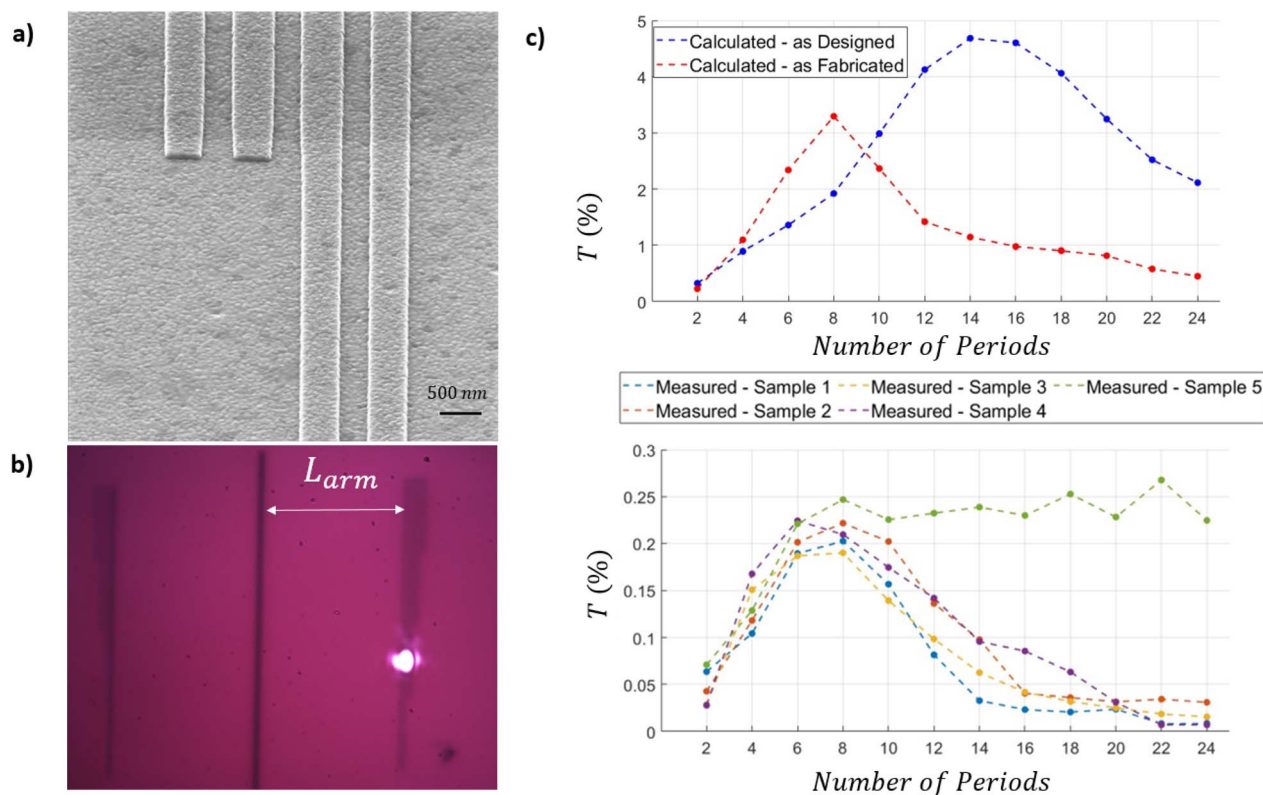 a)
500 nm
b)
L_arm
c)
5
4
3
2
1
0
T (%)
Calculated - as Designed
Calculated - as Fabricated
2 4 6 8 10 12 14 16 18 20 22 24
Number of Periods
Measured - Sample 1 Measured - Sample 3 Measured - Sample 5
Measured - Sample 2 Measured - Sample 4
0.3
0.25
0.2
0.15
0.1
0.05
0
T (%)
2 4 6 8 10 12 14 16 18 20 22 24
Number of Periods